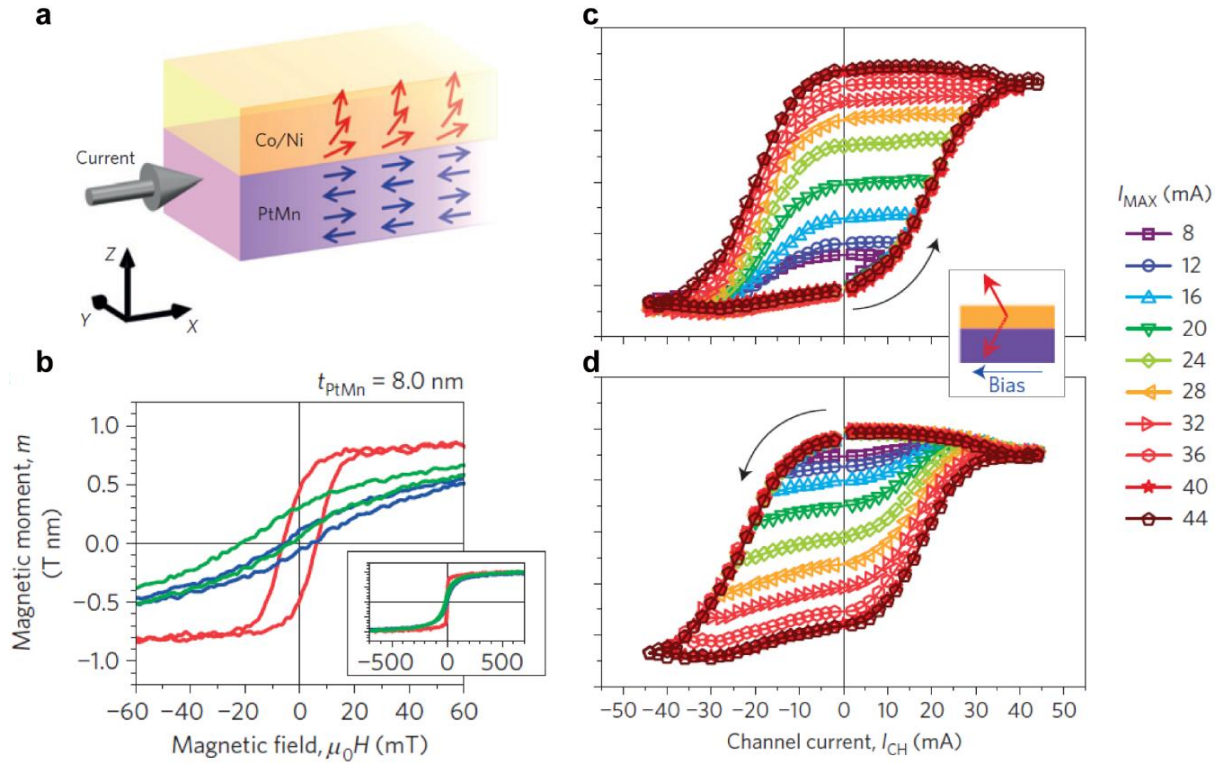 a
Co/Ni
Current
PtMn
Z
Y
X
b
t PtMn = 8.0 nm
Magnetic moment, m
(T nm)
1.0
0.5
0.0
−0.5
−1.0
−500 0 500
−60 −40 −20 0 20 40 60
Magnetic field, μ0H (mT)
c
d
Bias
−50 −40 −30 −20 −10 0 10 20 30 40 50
Channel current, ICH (mA)
IMAX (mA)
8
12
16
20
24
28
32
36
40
44